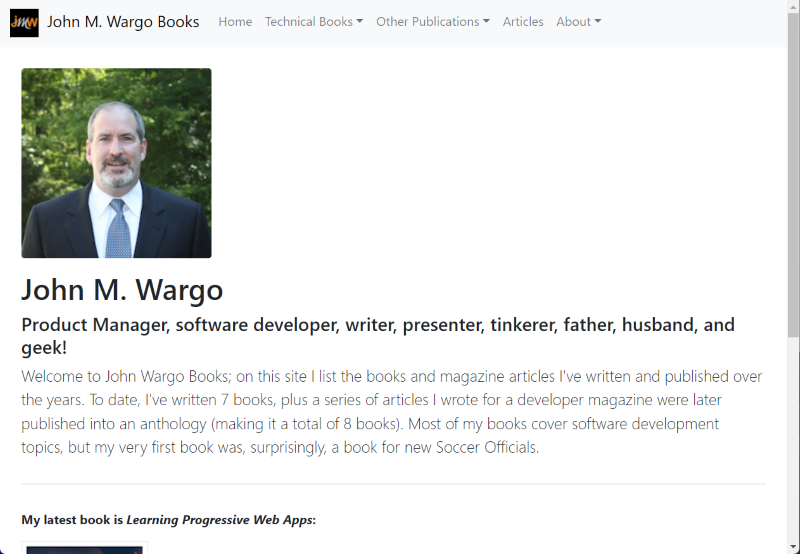 JMW John M. Wargo Books Home Technical Books Other Publications Articles About
John M. Wargo
Product Manager, software developer, writer, presenter, tinkerer, father, husband, and
geek!
Welcome to John Wargo Books; on this site I list the books and magazine articles I've written and published over
the years. To date, I've written 7 books, plus a series of articles I wrote for a developer magazine were later
published into an anthology (making it a total of 8 books). Most of my books cover software development
topics, but my very first book was, surprisingly, a book for new Soccer Officials.
My latest book is Learning Progressive Web Apps: